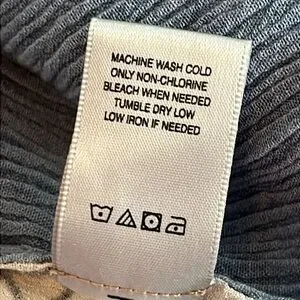 MACHINE WASH COLD
ONLY NON-CHLORINE
BLEACH WHEN NEEDED
TUMBLE DRY LOW
LOW IRON IF NEEDED